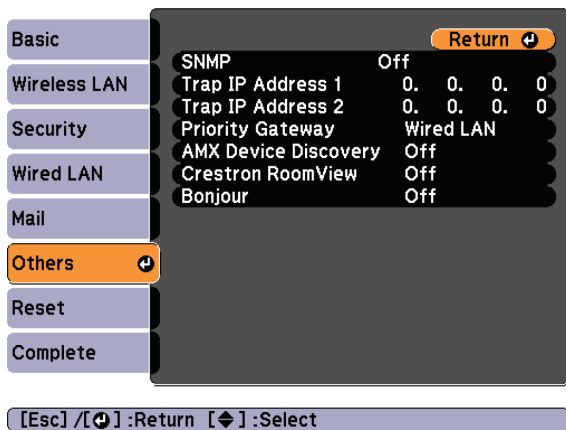 Basic
Wireless LAN
Security
Wired LAN
Mail
Others
Reset
Complete
Return
SNMP Off
Trap IP Address 1 0. 0. 0. 0
Trap IP Address 2 0. 0. 0. 0
Priority Gateway Wired LAN
AMX Device Discovery Off
Crestron RoomView Off
Bonjour Off
[Esc] /[⏎] :Return [◆] :Select